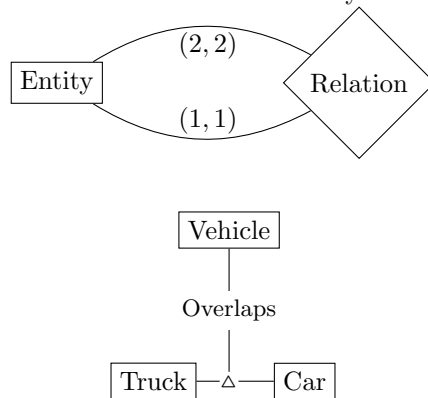 (2, 2)
Entity
Relation
(1, 1)
Vehicle
Overlaps
Truck
Car